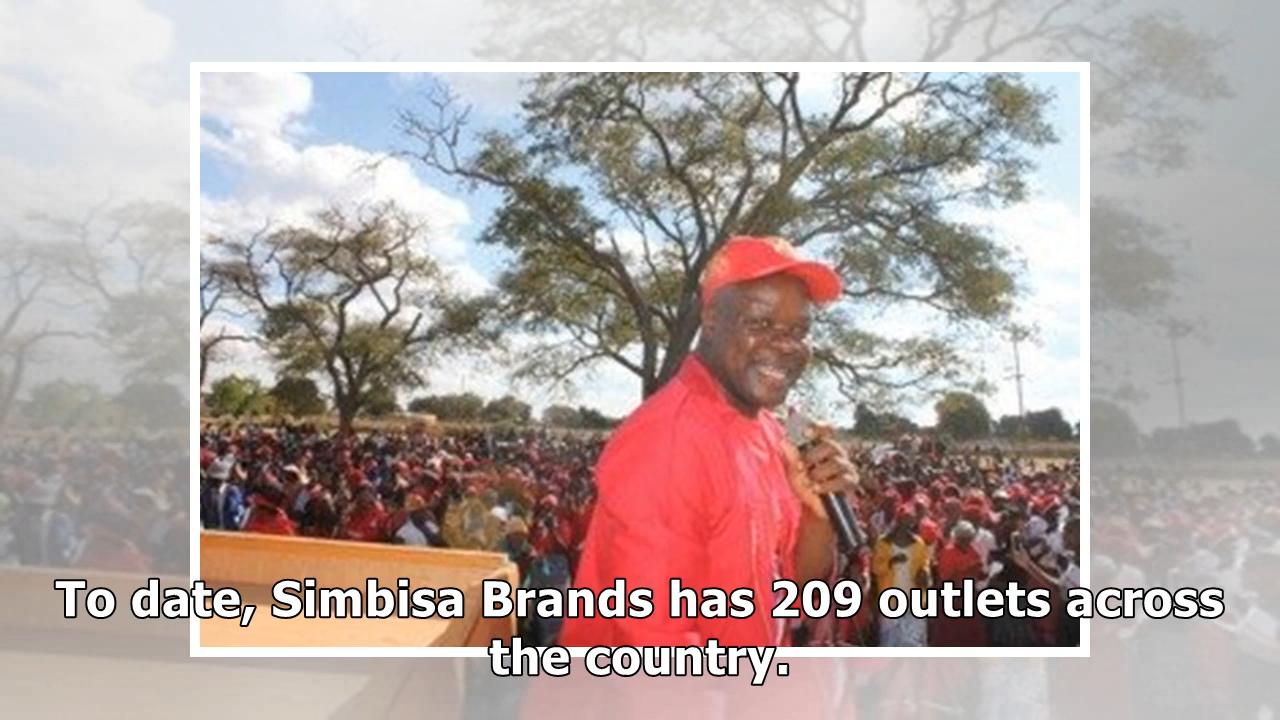 To date, Simbisa Brands has 209 outlets across
the country.